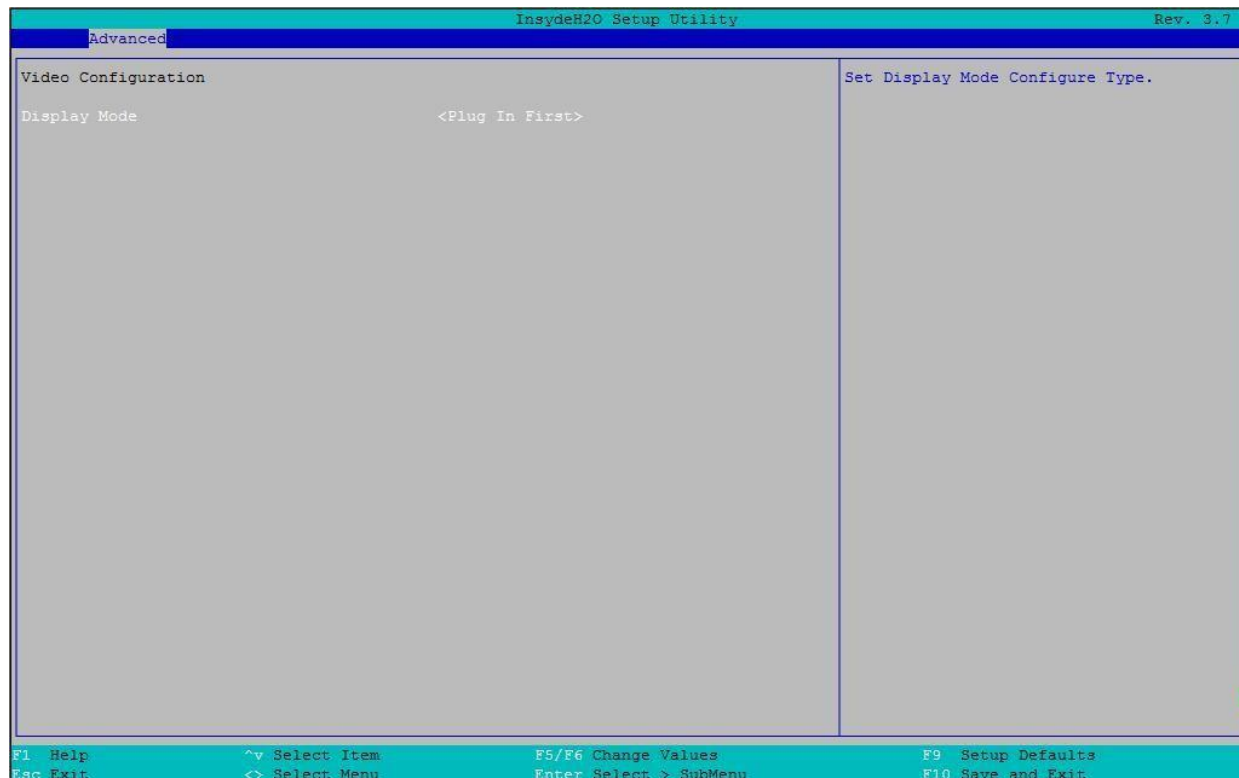 InsydeH2O Setup Utility Rev. 3.7
Advanced
Video Configuration
Set Display Mode Configure Type.
Display Mode <Plug In First>
F1 Help ^v Select Item F5/F6 Change Values F9 Setup Defaults
Esc Exit <> Select Menu Enter Select > SubMenu F10 Save and Exit